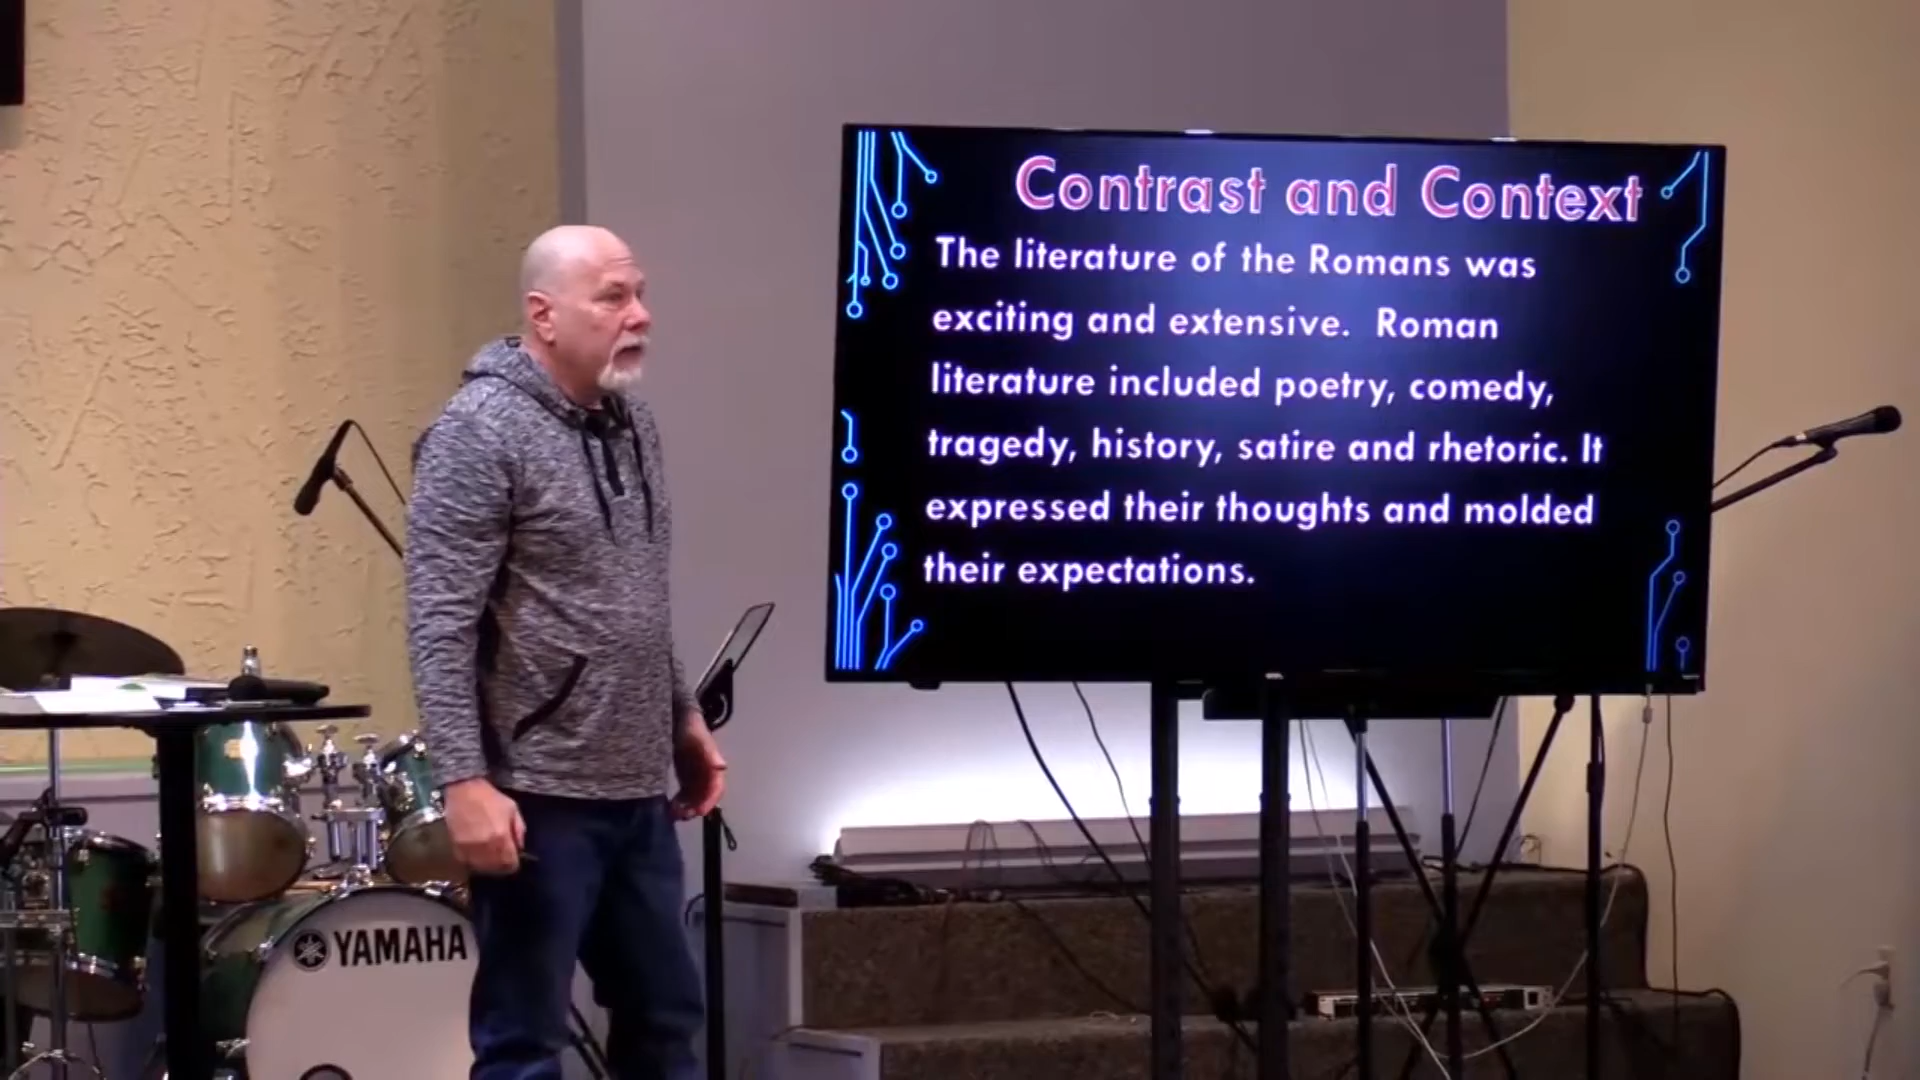 Contrast and Context
The literature of the Romans was
exciting and extensive. Roman
literature included poetry, comedy,
tragedy, history, satire and rhetoric. It
expressed their thoughts and molded
their expectations.
YAMAHA